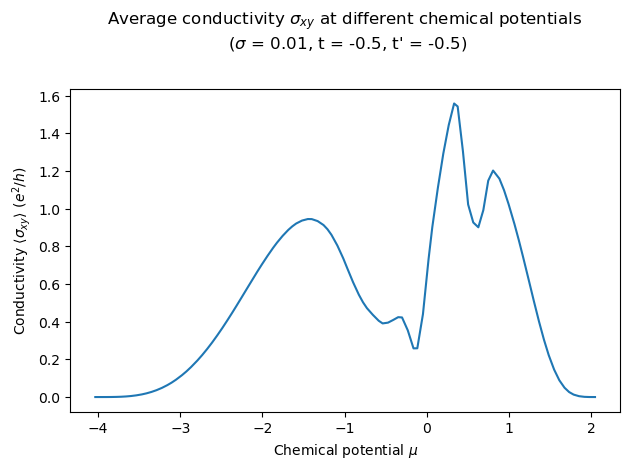 Average conductivity σxy at different chemical potentials
(σ = 0.01, t = -0.5, t' = -0.5)
1.6
1.4
1.2
1.0
0.8
0.6
0.4
0.2
0.0
Conductivity ⟨σxy⟩ (e²/h)
−4 −3 −2 −1 0 1 2
Chemical potential μ